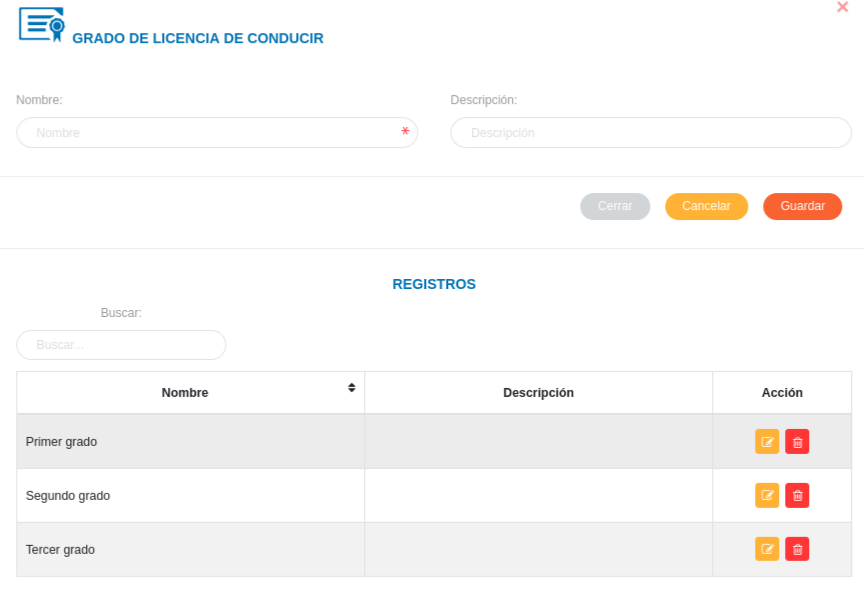 GRADO DE LICENCIA DE CONDUCIR
Nombre: Descripción:
Nombre * Descripción
Cerrar Cancelar Guardar
REGISTROS
Buscar:
Buscar...
Nombre Descripción Acción
Primer grado
Segundo grado
Tercer grado